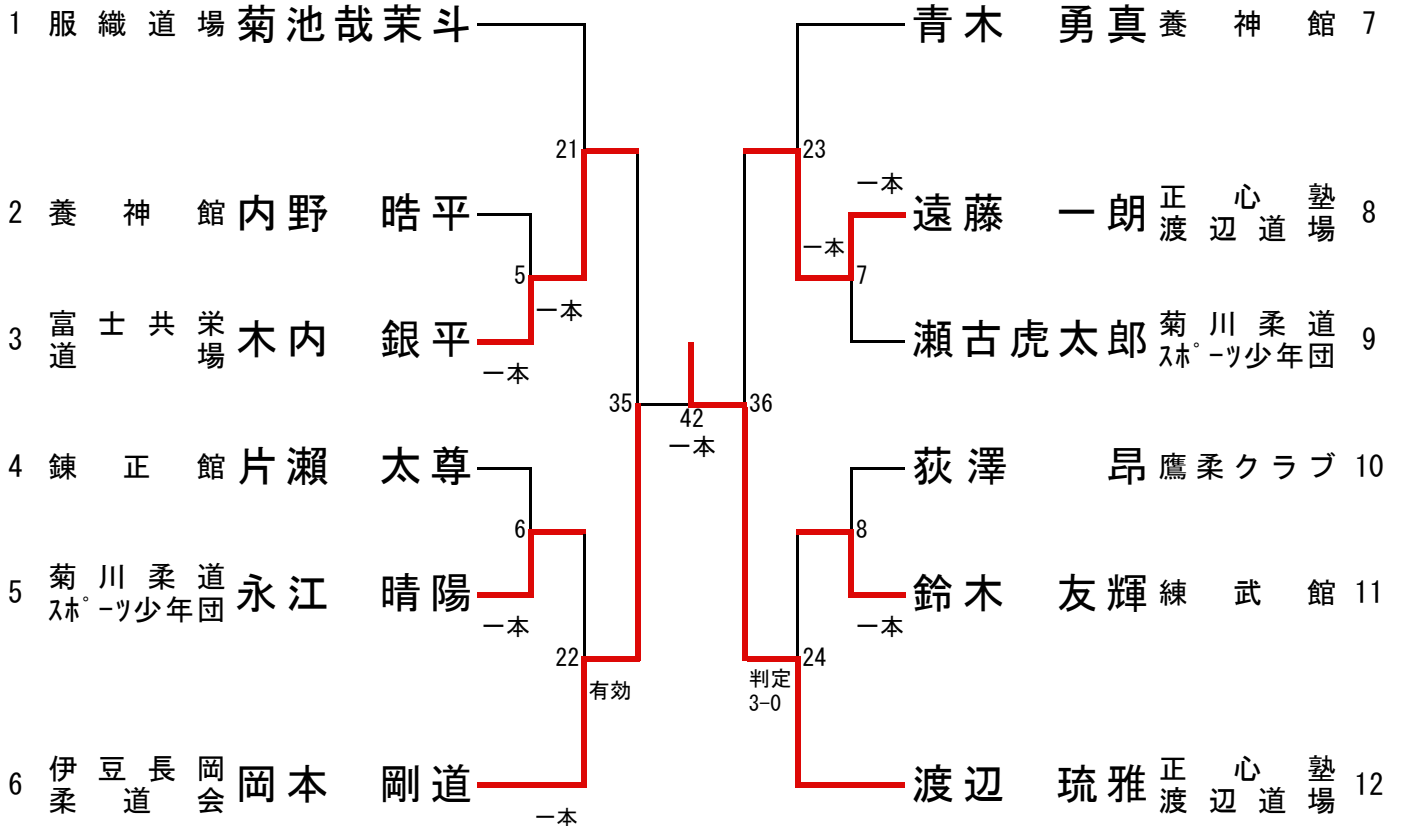 1 服織道場 菊池哉茉斗
21
2 養神館 内野 晧平
5
一本
3 富士共栄道場 木内 銀平
一本
35
4 錬正館 片瀬 太尊
6
5 菊川柔道スポーツ少年団 永江 晴陽
一本
22
有効
6 伊豆長岡柔道会 岡本 剛道
一本
42
一本
青木 勇真 養神館 7
23
一本
遠藤 一朗 正心塾渡辺道場 8
一本
7
瀬古虎太郎 菊川柔道スポーツ少年団 9
36
荻澤 昂 鷹柔クラブ 10
8
鈴木 友輝 練武館 11
一本
24
判定
3-0
渡辺 琉雅 正心塾渡辺道場 12